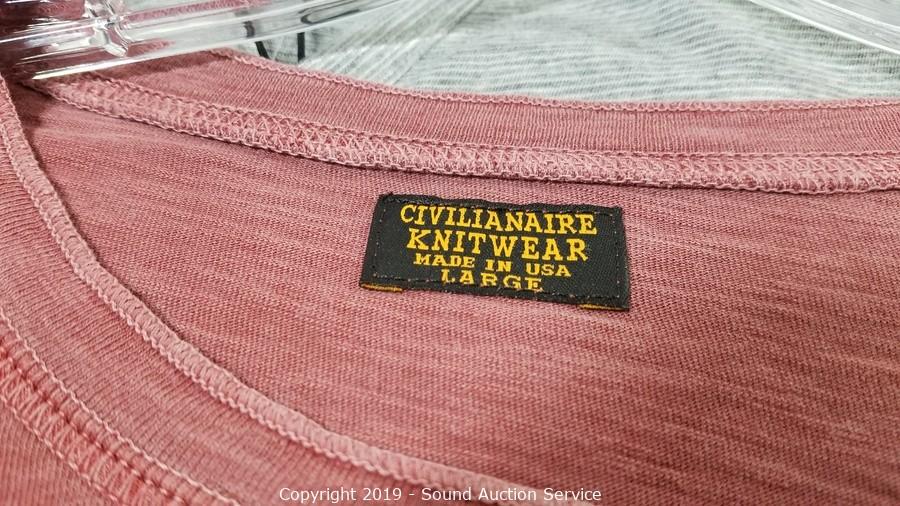 CIVILIANAIRE
KNITWEAR
MADE IN USA
LARGE
Copyright 2019 - Sound Auction Service